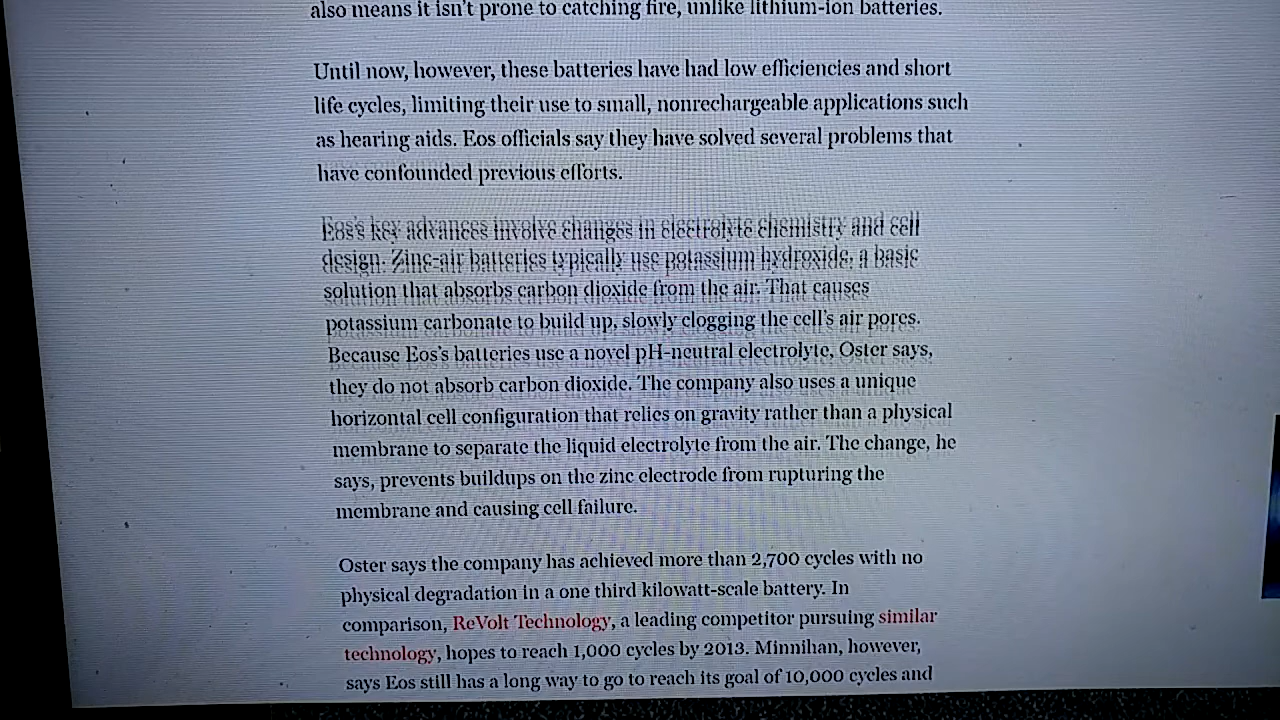 also means it isn't prone to catching fire, unlike lithium-ion batteries.
Until now, however, these batteries have had low efficiencies and short
life cycles, limiting their use to small, nonrechargeable applications such
as hearing aids. Eos officials say they have solved several problems that
have confounded previous efforts.
Eos's key advances involve changes in electrolyte chemistry and cell
design. Zinc-air batteries typically use potassium hydroxide, a basic
solution that absorbs carbon dioxide from the air. That causes
potassium carbonate to build up, slowly clogging the cell's air pores.
Because Eos's batteries use a novel pH-neutral electrolyte, Oster says,
they do not absorb carbon dioxide. The company also uses a unique
horizontal cell configuration that relies on gravity rather than a physical
membrane to separate the liquid electrolyte from the air. The change, he
says, prevents buildups on the zinc electrode from rupturing the
membrane and causing cell failure.
Oster says the company has achieved more than 2,700 cycles with no
physical degradation in a one third kilowatt-scale battery. In
comparison, ReVolt Technology, a leading competitor pursuing similar
technology, hopes to reach 1,000 cycles by 2013. Minnihan, however,
says Eos still has a long way to go to reach its goal of 10,000 cycles and